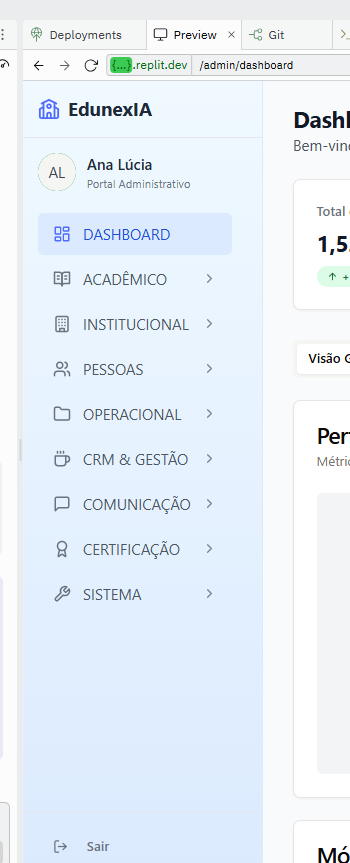 Deployments
Preview
Git
{...}.replit.dev
/admin/dashboard
EdunexIA
AL
Ana Lúcia
Portal Administrativo
DASHBOARD
ACADÊMICO
INSTITUCIONAL
PESSOAS
OPERACIONAL
CRM & GESTÃO
COMUNICAÇÃO
CERTIFICAÇÃO
SISTEMA
Sair
Dashb
Bem-vind
Total
1,5
+
Visão G
Per
Métric
Mó